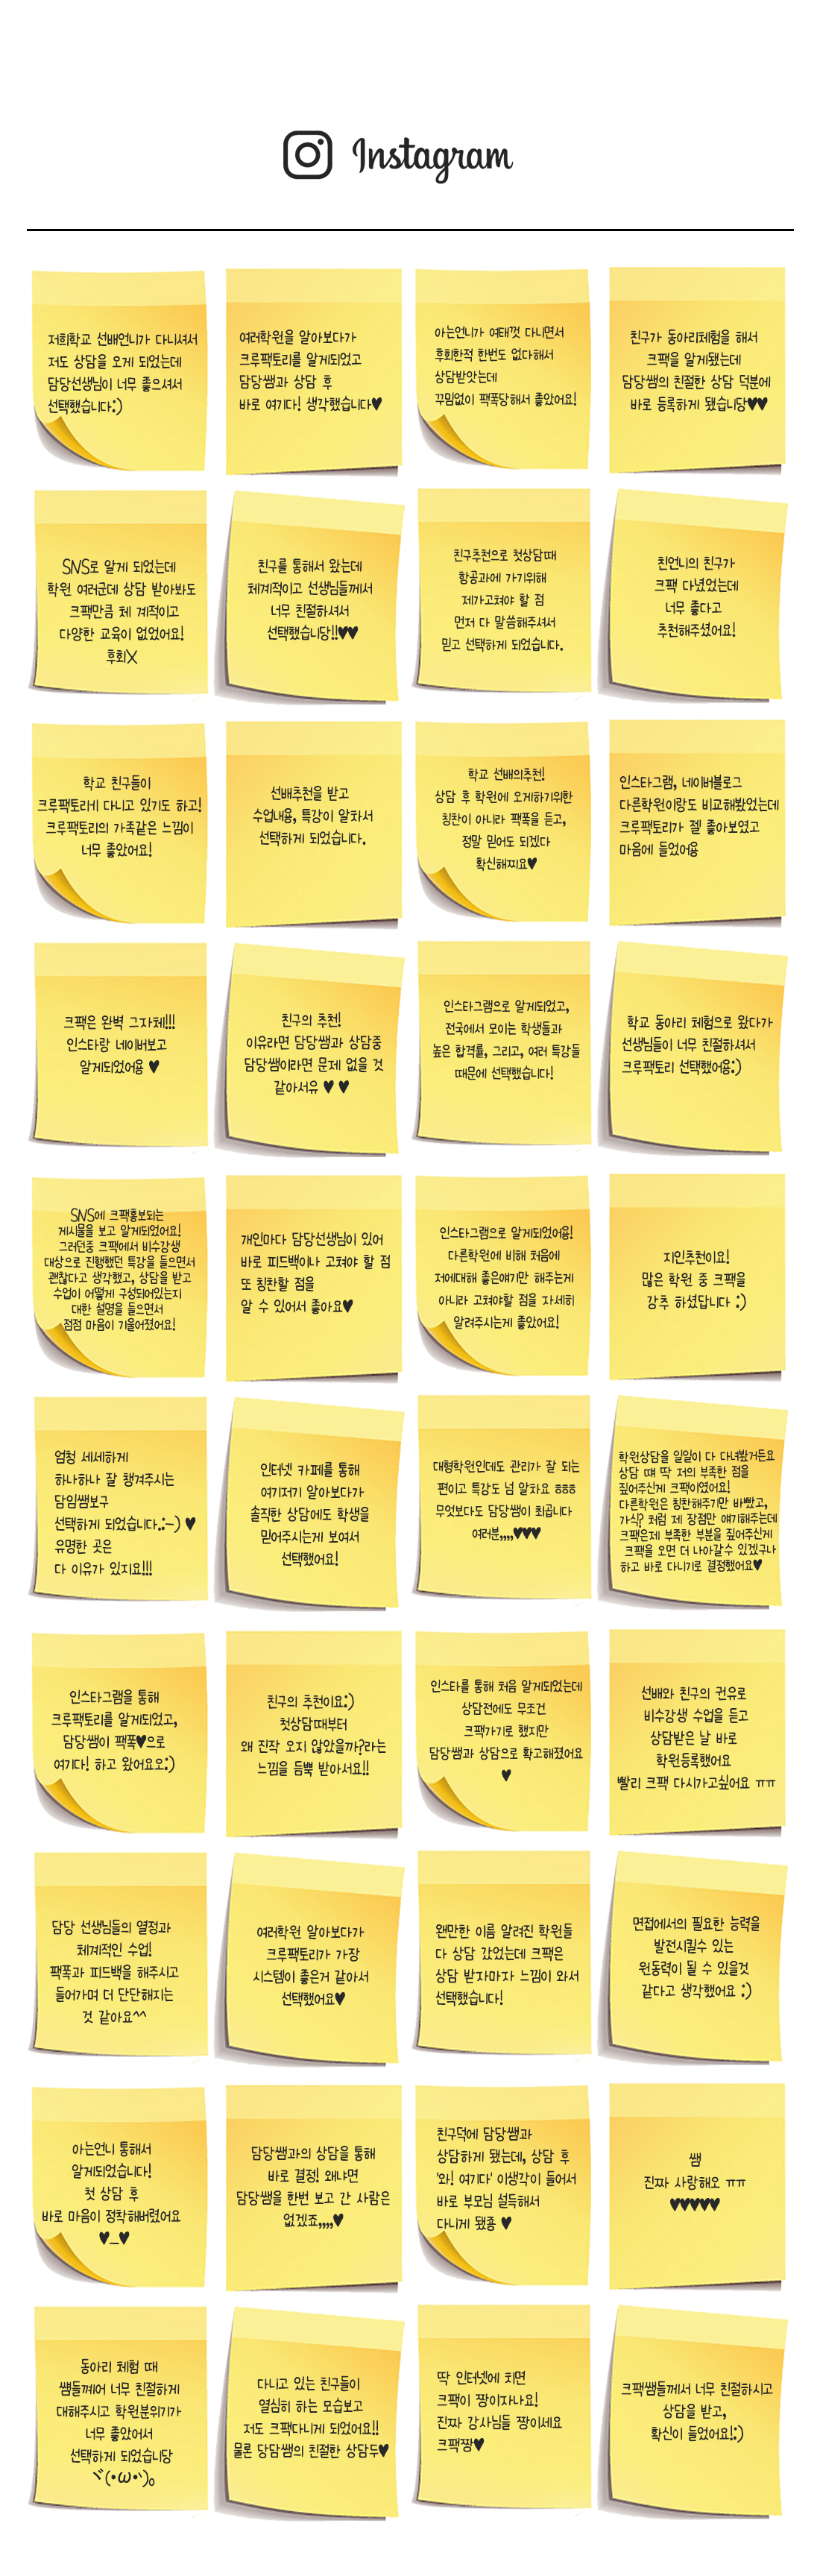 Instagram
저희학교 선배언니가 다니셔서
저도 상담을 오게 되었는데
담당선생님이 너무 좋으셔서
선택했습니다:)
여러학원을 알아보다가
크루팩토리를 알게되었고
담당쌤과 상담 후
바로 여기다! 생각했습니다♥
아는언니가 여태껏 다니면서
후회한적 한번도 없다해서
상담받앗는데
꾸밈없이 팩폭당해서 좋았어요!
친구가 동아리체험을 해서
크팩을 알게됐는데
담당쌤의 친절한 상담 덕분에
바로 등록하게 됐습니당♥♥
SNS로 알게 되었는데
학원 여러군데 상담 받아봐도
크팩만큼 체 계적이고
다양한 교육이 없었어요!
후회X
친구를 통해서 왔는데
체계적이고 선생님들께서
너무 친절하셔서
선택했습니당!!♥♥
친구추천으로 첫상담때
항공과에 가기위해
제가고쳐야 할 점
먼저 다 말씀해주셔서
믿고 선택하게 되었습니다.
친언니의 친구가
크팩 다녔었는데
너무 좋다고
추천해주셨어요!
학교 친구들이
크루팩토리에 다니고 있기도 하고!
크루팩토리의 가족같은 느낌이
너무 좋았어요!
선배추천을 받고
수업내용, 특강이 알차서
선택하게 되었습니다.
학교 선배의추천!
상담 후 학원에 오게하기위한
칭찬이 아니라 팩폭을 듣고,
정말 믿어도 되겠다
확신해찌요♥
인스타그램, 네이버블로그
다른학원이랑도 비교해봤었는데
크루팩토리가 젤 좋아보였고
마음에 들었어용
크팩은 완벽 그자체!!!
인스타랑 네이버보고
알게되었어용 ♥
친구의 추천!
이유라면 담당쌤과 상담중
담당쌤이라면 문제 없을 것
같아서유 ♥ ♥
인스타그램으로 알게되었고,
전국에서 모이는 학생들과
높은 합격률, 그리고, 여러 특강들
때문에 선택했습니다!
학교 동아리 체험으로 왔다가
선생님들이 너무 친절하셔서
크루팩토리 선택했어용:)
SNS에 크팩홍보되는
게시물을 보고 알게되었어요!
그러던중 크팩에서 비수강생
대상으로 진행했던 특강을 들으면서
괜찮다고 생각했고, 상담을 받고
수업이 어떻게 구성되어있는지
대한 설명을 들으면서
점점 마음이 기울어졌어요!
개인마다 담당선생님이 있어
바로 피드백이나 고쳐야 할 점
또 칭찬할 점을
알 수 있어서 좋아요♥
인스타그램으로 알게되었어욤!
다른학원에 비해 처음에
저에대해 좋은얘기만 해주는게
아니라 고쳐야할 점을 자세히
알려주시는게 좋았어요!
지인추천이요!
많은 학원 중 크팩을
강추 하셨답니다 :)
엄청 세세하게
하나하나 잘 챙겨주시는
담임쌤보구
선택하게 되었습니다.:-) ♥
유명한 곳은
다 이유가 있지요!!!
인터넷 카페를 통해
여기저기 알아보다가
솔직한 상담에도 학생을
믿어주시는게 보여서
선택했어요!
대형학원인데도 관리가 잘 되는
편이고 특강도 넘 알차요 ㅎㅎㅎ
무엇보다도 담당쌤이 최곱니다
여러분,,,,♥♥♥
학원상담을 일일이 다 다녀봤거든요
상담 떄 딱 저의 부족한 점을
짚어주신게 크팩이였어요!
다른학원은 칭찬해주기만 바빴고,
가식? 처럼 제 장점만 얘기해주는데
크팩은제 부족한 부분을 짚어주신게
크팩을 오면 더 나아갈수 있겠구나
하고 바로 다니기로 결정했어요♥
인스타그램을 통해
크루팩토리를 알게되었고,
담당쌤이 팩폭♥으로
여기다! 하고 왔어요오:)
친구의 추천이요:)
첫상담때부터
왜 진작 오지 않았을까?라는
느낌을 듬뿍 받아서요!!
인스타를 통해 처음 알게되었는데
상담전에도 무조건
크팩가기로 했지만
담당쌤과 상담으로 확고해졌어요
♥
선배와 친구의 권유로
비수강생 수업을 듣고
상담받은 날 바로
학원등록했어요
빨리 크팩 다시가고싶어요 ㅠㅠ
담당 선생님들의 열정과
체계적인 수업!
팩폭과 피드백을 해주시고
들어가며 더 단단해지는
것 같아요^^
여러학원 알아보다가
크루팩토리가 가장
시스템이 좋은거 같아서
선택했어요♥
왠만한 이름 알려진 학원들
다 상담 갔었는데 크팩은
상담 받자마자 느낌이 와서
선택했습니다!
면접에서의 필요한 능력을
발전시킬수 있는
원동력이 될 수 있을것
같다고 생각했어요 :)
아는언니 통해서
알게되었습니다!
첫 상담 후
바로 마음이 정착해버렸어요
♥_♥
담당쌤과의 상담을 통해
바로 결정! 왜냐면
담당쌤을 한번 보고 간 사람은
없겠죠,,,,♥
친구덕에 담당쌤과
상담하게 됐는데, 상담 후
'와! 여기다' 이생각이 들어서
바로 부모님 설득해서
다니게 됐죵 ♥
쌤
진짜 사랑해오 ㅠㅠ
♥♥♥♥♥
동아리 체험 때
썜들께어 너무 친절하게
대해주시고 학원분위기가
너무 좋았어서
선택하게 되었습니당
ヾ(•ω•`)。
다니고 있는 친구들이
열심히 하는 모습보고
저도 크팩다니게 되었어요!!
물론 당담쌤의 친절한 상담두♥
딱 인터넷에 치면
크팩이 짱이자나요!
진짜 강사님들 짱이세요
크팩짱♥
크팩쌤들께서 너무 친절하시고
상담을 받고,
확신이 들었어요!:)